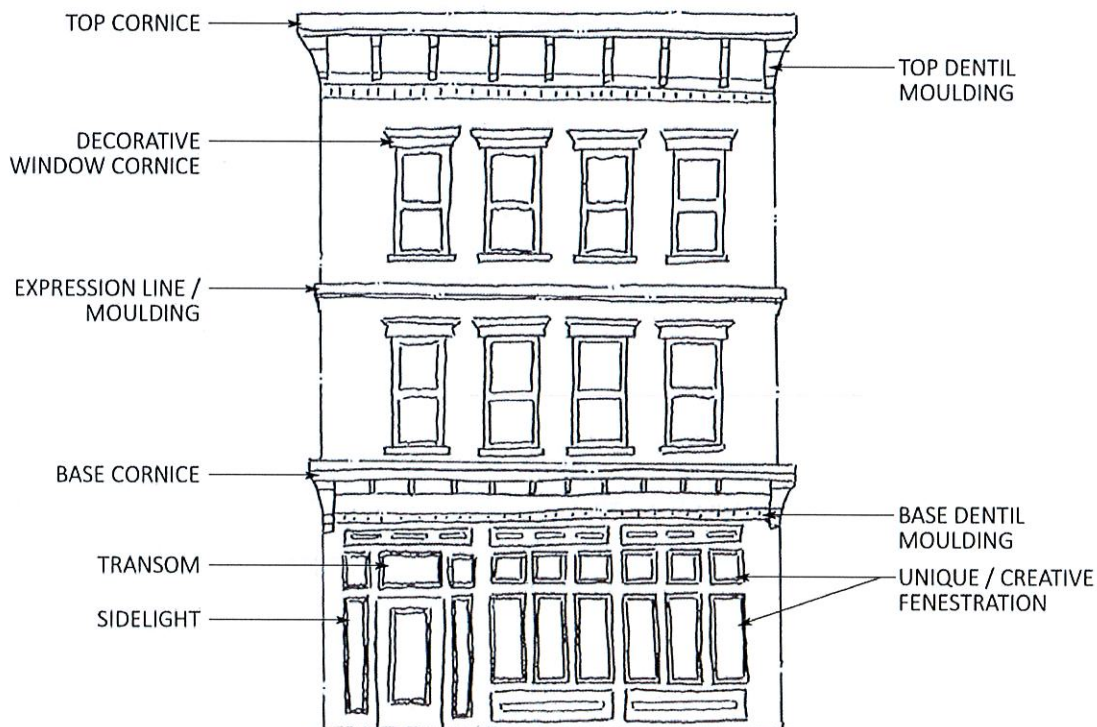 TOP CORNICE
TOP DENTIL
MOULDING
DECORATIVE
WINDOW CORNICE
EXPRESSION LINE /
MOULDING
BASE CORNICE
BASE DENTIL
MOULDING
TRANSOM
UNIQUE / CREATIVE
FENESTRATION
SIDELIGHT